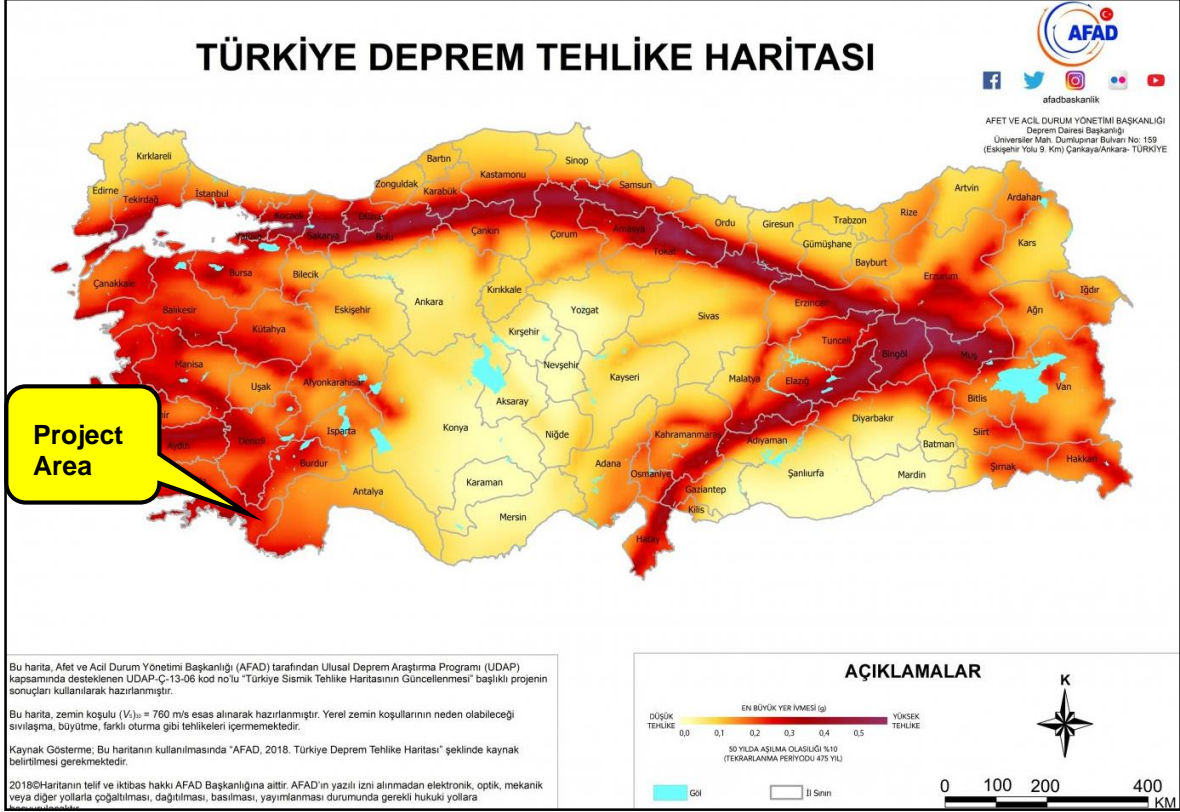 TÜRKİYE DEPREM TEHLİKE HARİTASI
AFAD
afadbaskanlik
AFET VE ACİL DURUM YÖNETİMİ BAŞKANLIĞI
Deprem Dairesi Başkanlığı
Üniversiler Mah. Dumlupınar Bulvarı No: 159
(Eskişehir Yolu 9. Km) Çankaya/Ankara- TÜRKİYE
Kırklareli
Edirne
Tekirdağ
İstanbul
Kocaeli
Yalova
Sakarya
Düzce
Bolu
Zonguldak
Bartın
Karabük
Kastamonu
Sinop
Samsun
Çankırı
Çorum
Amasya
Tokat
Ordu
Giresun
Trabzon
Rize
Artvin
Ardahan
Gümüşhane
Bayburt
Kars
Erzurum
Iğdır
Ağrı
Çanakkale
Bursa
Bilecik
Balıkesir
Kütahya
Eskişehir
Ankara
Kırıkkale
Yozgat
Kırşehir
Sivas
Erzincan
Tunceli
Bingöl
Muş
Manisa
Uşak
Afyonkarahisar
Nevşehir
Kayseri
Malatya
Elazığ
Bitlis
Van
Aksaray
Konya
Niğde
Diyarbakır
Batman
Siirt
Aydın
Denizli
Isparta
Burdur
Antalya
Karaman
Mersin
Adana
Kahramanmaraş
Osmaniye
Gaziantep
Kilis
Hatay
Adıyaman
Şanlıurfa
Mardin
Şırnak
Hakkari
Project
Area
Bu harita, Afet ve Acil Durum Yönetimi Başkanlığı (AFAD) tarafından Ulusal Deprem Araştırma Programı (UDAP)
kapsamında desteklenen UDAP-Ç-13-06 kod no'lu "Türkiye Sismik Tehlike Haritasının Güncellenmesi" başlıklı projenin
sonuçları kullanılarak hazırlanmıştır.
Bu harita, zemin koşulu (Vs)30 = 760 m/s esas alınarak hazırlanmıştır. Yerel zemin koşullarının neden olabileceği
sıvılaşma, büyütme, farklı oturma gibi tehlikeleri içermemektedir.
Kaynak Gösterme; Bu haritanın kullanılmasında "AFAD, 2018. Türkiye Deprem Tehlike Haritası" şeklinde kaynak
belirtilmesi gerekmektedir.
2018©Haritanın telif ve iktibas hakkı AFAD Başkanlığına aittir. AFAD'ın yazılı izni alınmadan elektronik, optik, mekanik
veya diğer yollarla çoğaltılması, dağıtılması, basılması, yayımlanması durumunda gerekli hukuki yollara
AÇIKLAMALAR
EN BÜYÜK YER İVMESİ (g)
DÜŞÜK
TEHLİKE
YÜKSEK
TEHLİKE
0,0 0,1 0,2 0,3 0,4 0,5
50 YILDA AŞILMA OLASILIĞI %10
(TEKRARLANMA PERİYODU 475 YIL)
Göl
İl Sınırı
K
0 100 200 400
KM